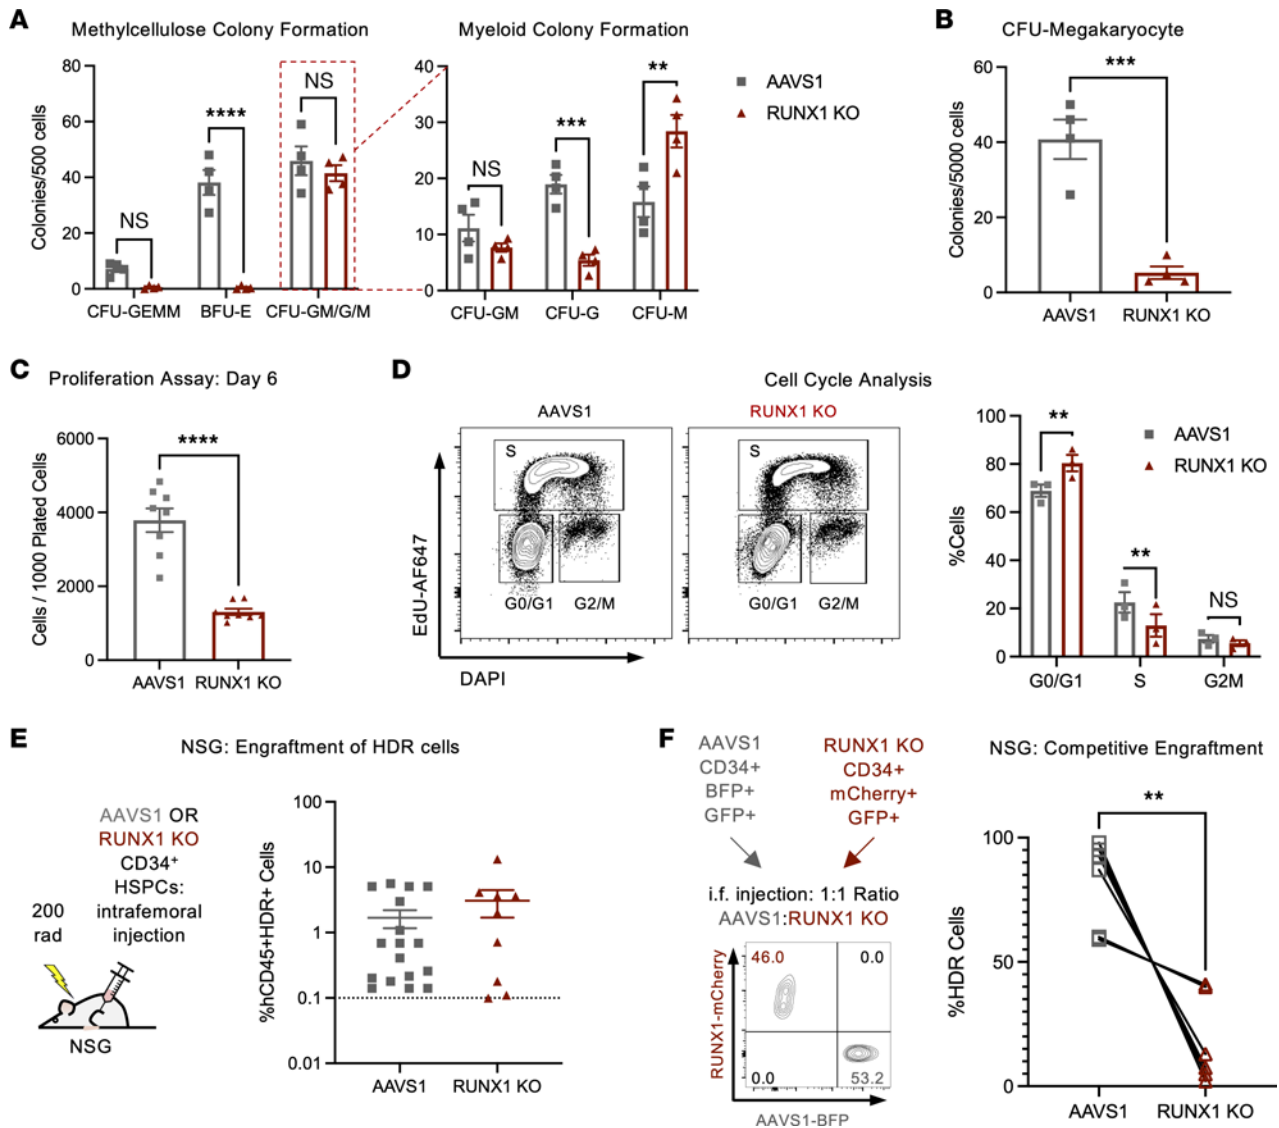 A
Methylcellulose Colony Formation
Colonies/500 cells
80
60
40
20
0
NS
****
NS
CFU-GEMM
BFU-E
CFU-GM/G/M
Myeloid Colony Formation
40
30
20
10
0
NS
***
**
CFU-GM
CFU-G
CFU-M
AAVS1
RUNX1 KO
B
CFU-Megakaryocyte
Colonies/5000 cells
60
40
20
0
***
AAVS1
RUNX1 KO
C
Proliferation Assay: Day 6
Cells / 1000 Plated Cells
6000
4000
2000
0
****
AAVS1
RUNX1 KO
D
Cell Cycle Analysis
AAVS1
RUNX1 KO
EdU-AF647
S
G0/G1
G2/M
S
G0/G1
G2/M
DAPI
%Cells
100
80
60
40
20
0
**
**
NS
G0/G1
S
G2M
AAVS1
RUNX1 KO
E
NSG: Engraftment of HDR cells
AAVS1 OR
RUNX1 KO
CD34+
HSPCs:
intrafemoral
injection
200
rad
NSG
%hCD45+HDR+ Cells
100
10
1
0.1
0.01
AAVS1
RUNX1 KO
F
AAVS1
CD34+
BFP+
GFP+
RUNX1 KO
CD34+
mCherry+
GFP+
i.f. injection: 1:1 Ratio
AAVS1:RUNX1 KO
RUNX1-mCherry
46.0
0.0
0.0
53.2
AAVS1-BFP
NSG: Competitive Engraftment
%HDR Cells
100
50
0
**
AAVS1
RUNX1 KO